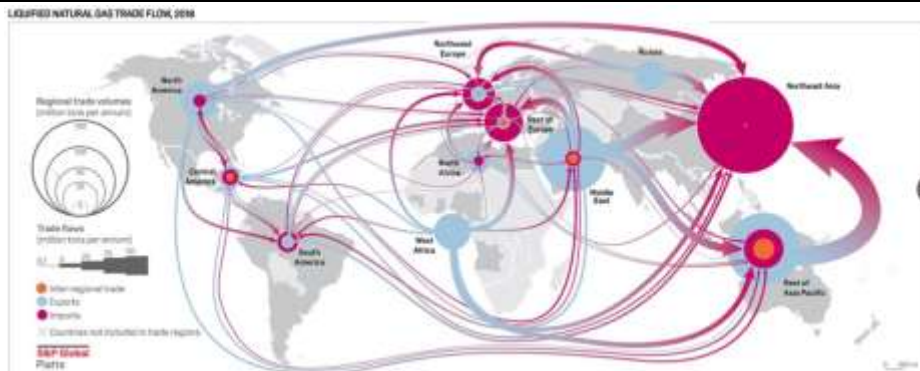 LIQUIFIED NATURAL GAS TRADE FLOW, 2018
Northwest
Europe
Russia
Northeast Asia
North
America
Regional trade volumes
(million tons per annum)
Rest of
Europe
North
Africa
Central
America
Middle
East
Trade flows
(million tons per annum)
West
Africa
South
America
Rest of
Asia Pacific
Inter-regional trade
Exports
Imports
Countries not included in trade regions
S&P Global
Platts